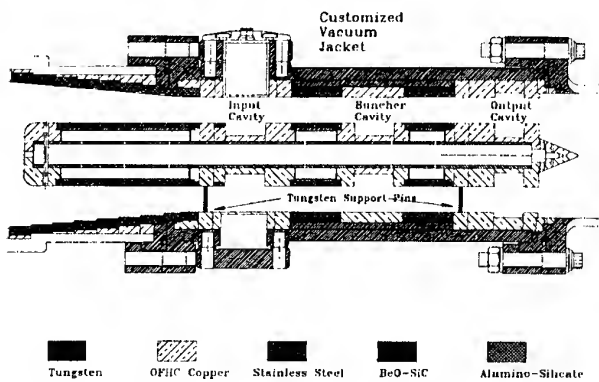 Customized
Vacuum
Jacket
Input
Cavity
Buncher
Cavity
Output
Cavity
Tungsten Support Pins
Tungsten
OFHC Copper
Stainless Steel
BeO-SiC
Alumino-Silicate